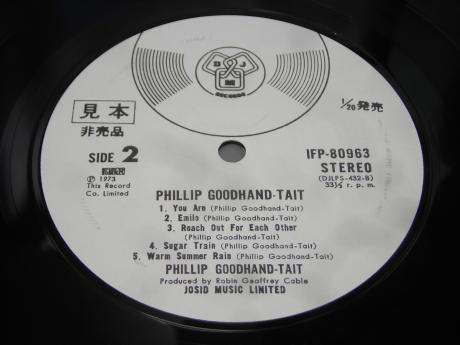 D J M
RECORDS
見本
非売品
1/20 発売
SIDE 2
IFP-80963
STEREO
(DJLPS-432-B)
33⅓ r. p. m.
Ⓟ 1973
This Record
Co. Limited
PHILLIP GOODHAND-TAIT
1. You Are (Phillip Goodhand-Tait)
2. Emilo (Phillip Goodhand-Tait)
3. Reach Out For Each Other
(Phillip Goodhand-Tait)
4. Sugar Train (Phillip Goodhand-Tait)
5. Warm Summer Rain (Phillip Goodhand-Tait)
PHILLIP GOODHAND-TAIT
Produced by Robin Geoffrey Cable
JOSID MUSIC LIMITED